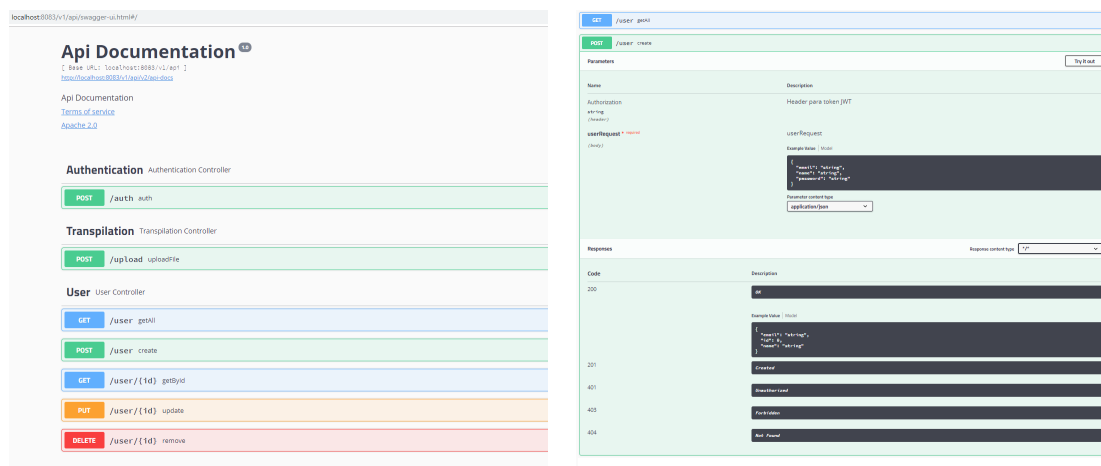 localhost:8083/v1/api/swagger-ui.html#/
Api Documentation 1.0
[ Base URL: localhost:8083/v1/api ]
http://localhost:8083/v1/api/v2/api-docs
Api Documentation
Terms of service
Apache 2.0
Authentication Authentication Controller
POST /auth auth
Transpilation Transpilation Controller
POST /upload uploadFile
User User Controller
GET /user getAll
POST /user create
GET /user/{id} getById
PUT /user/{id} update
DELETE /user/{id} remove
GET /user getAll
POST /user create
Parameters Try it out
Name Description
Authorization Header para token JWT
string
(header)
userRequest * required userRequest
(body)
Example Value | Model
{
"email": "string",
"name": "string",
"password": "string"
}
Parameter content type
application/json
Responses Response content type */*
Code Description
200 OK
Example Value | Model
{
"email": "string",
"id": 0,
"name": "string"
}
201 Created
401 Unauthorized
403 Forbidden
404 Not Found